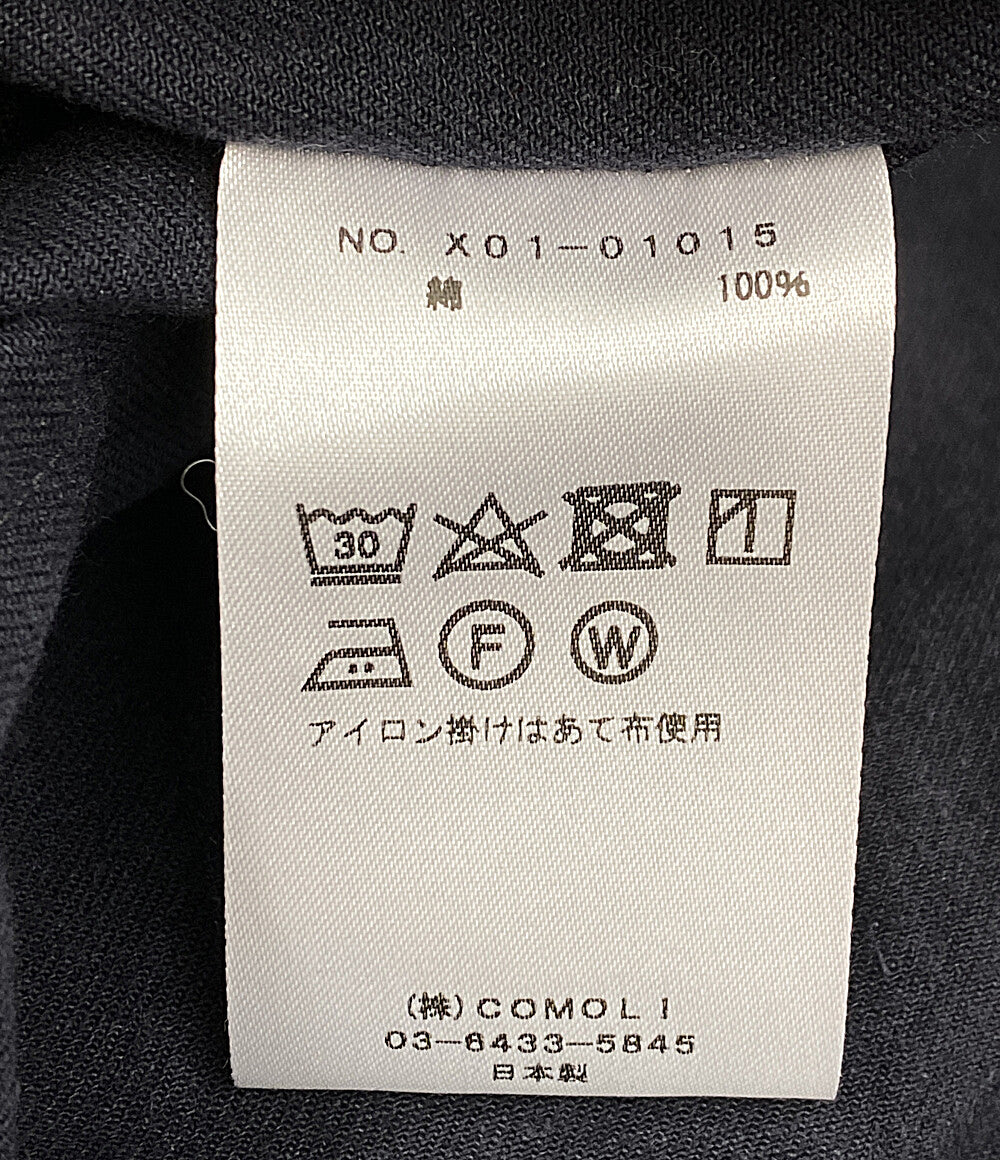 NO. X01-01015
綿 100%
30
F W
アイロン掛けはあて布使用
(株)COMOLI
03-6433-5845
日本製